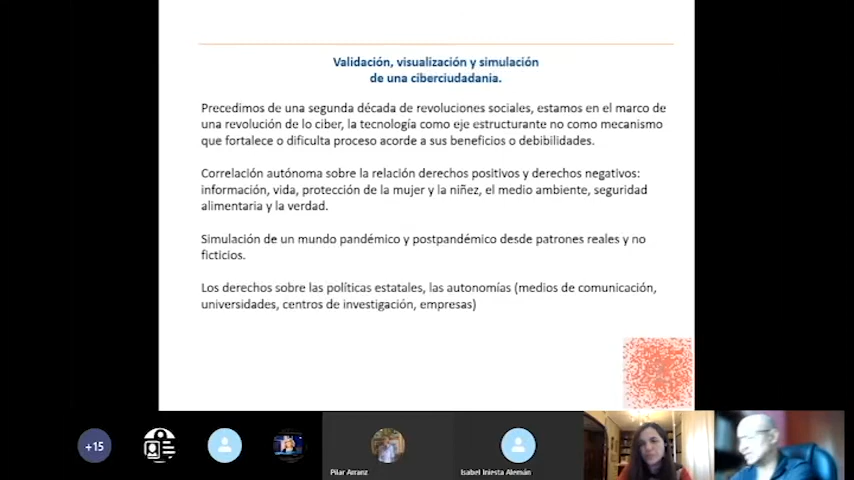 Validación, visualización y simulación
de una ciberciudadania.
Precedimos de una segunda década de revoluciones sociales, estamos en el marco de
una revolución de lo ciber, la tecnología como eje estructurante no como mecanismo
que fortalece o dificulta proceso acorde a sus beneficios o debibilidades.
Correlación autónoma sobre la relación derechos positivos y derechos negativos:
información, vida, protección de la mujer y la niñez, el medio ambiente, seguridad
alimentaria y la verdad.
Simulación de un mundo pandémico y postpandémico desde patrones reales y no
ficticios.
Los derechos sobre las políticas estatales, las autonomías (medios de comunicación,
universidades, centros de investigación, empresas)
+15
Pilar Arranz
Isabel Iniesta Alemán